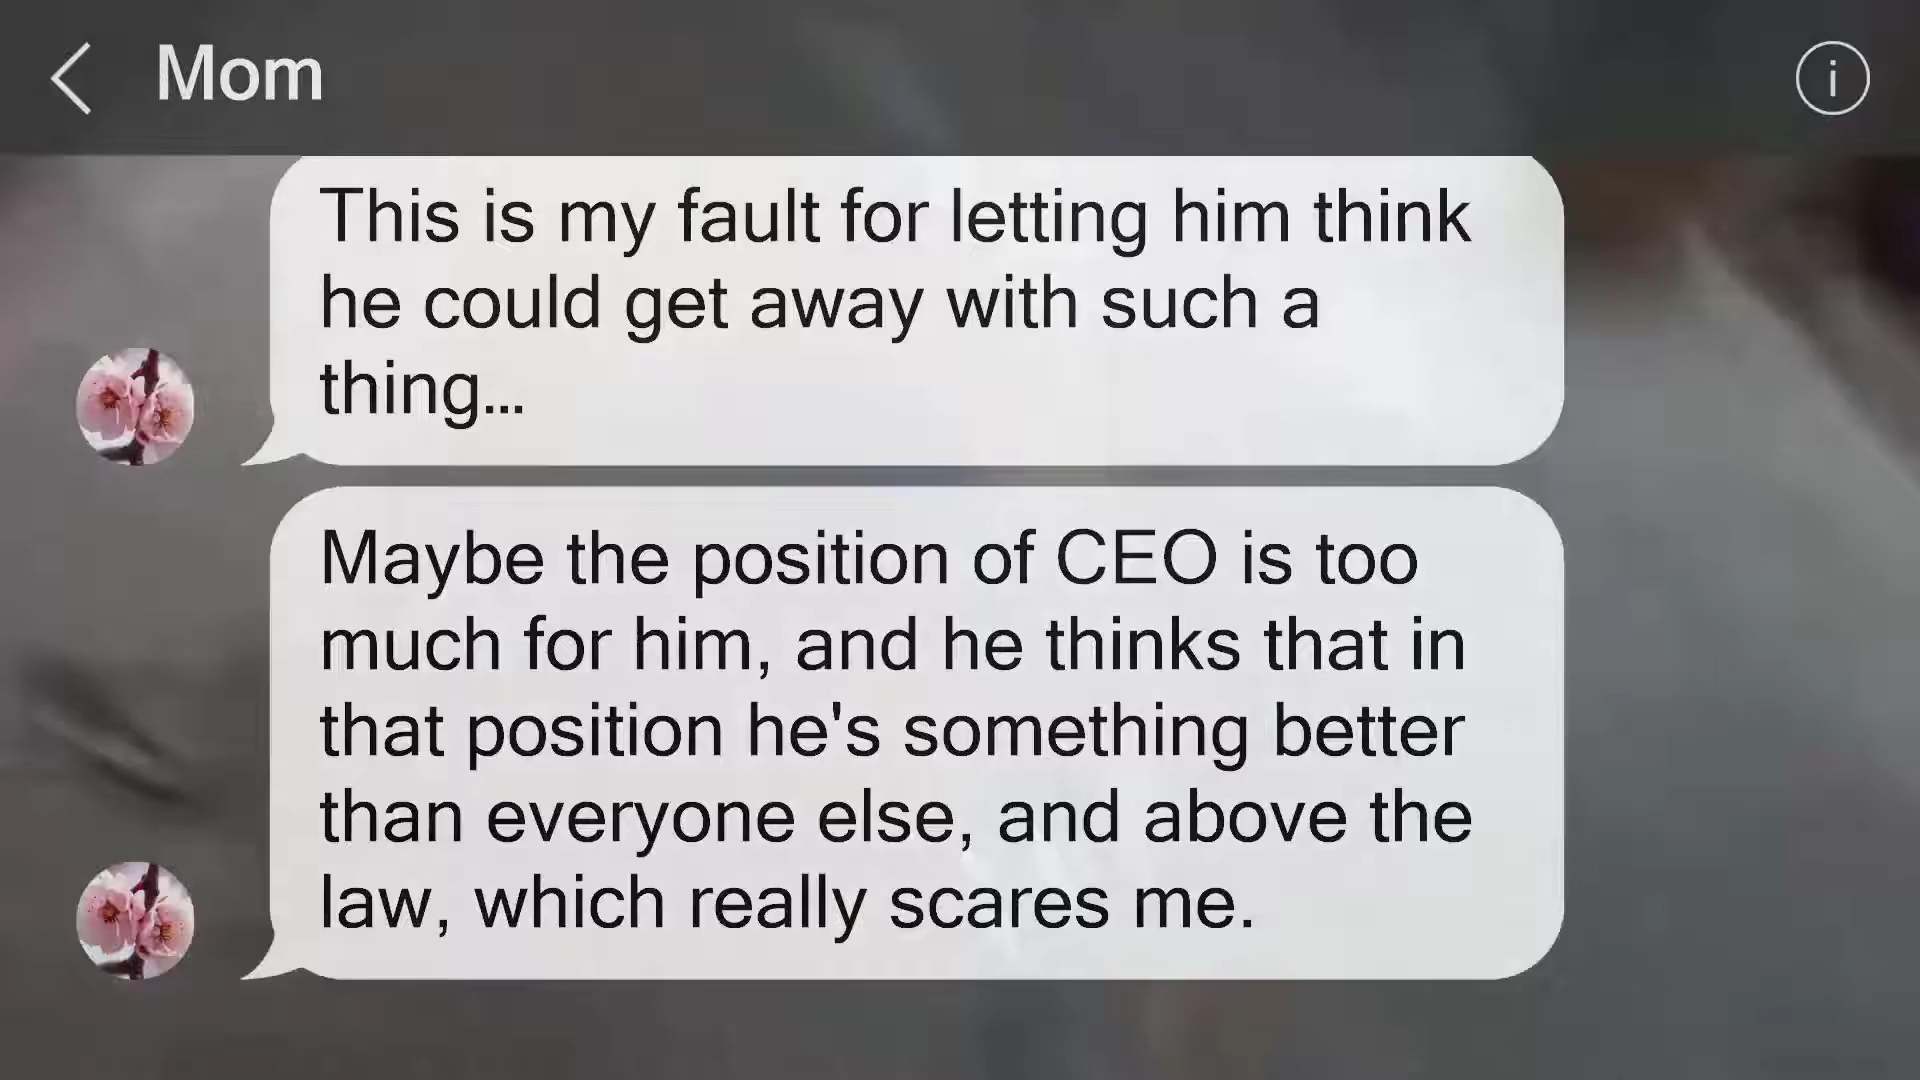 Mom
This is my fault for letting him think
he could get away with such a
thing...
Maybe the position of CEO is too
much for him, and he thinks that in
that position he's something better
than everyone else, and above the
law, which really scares me.